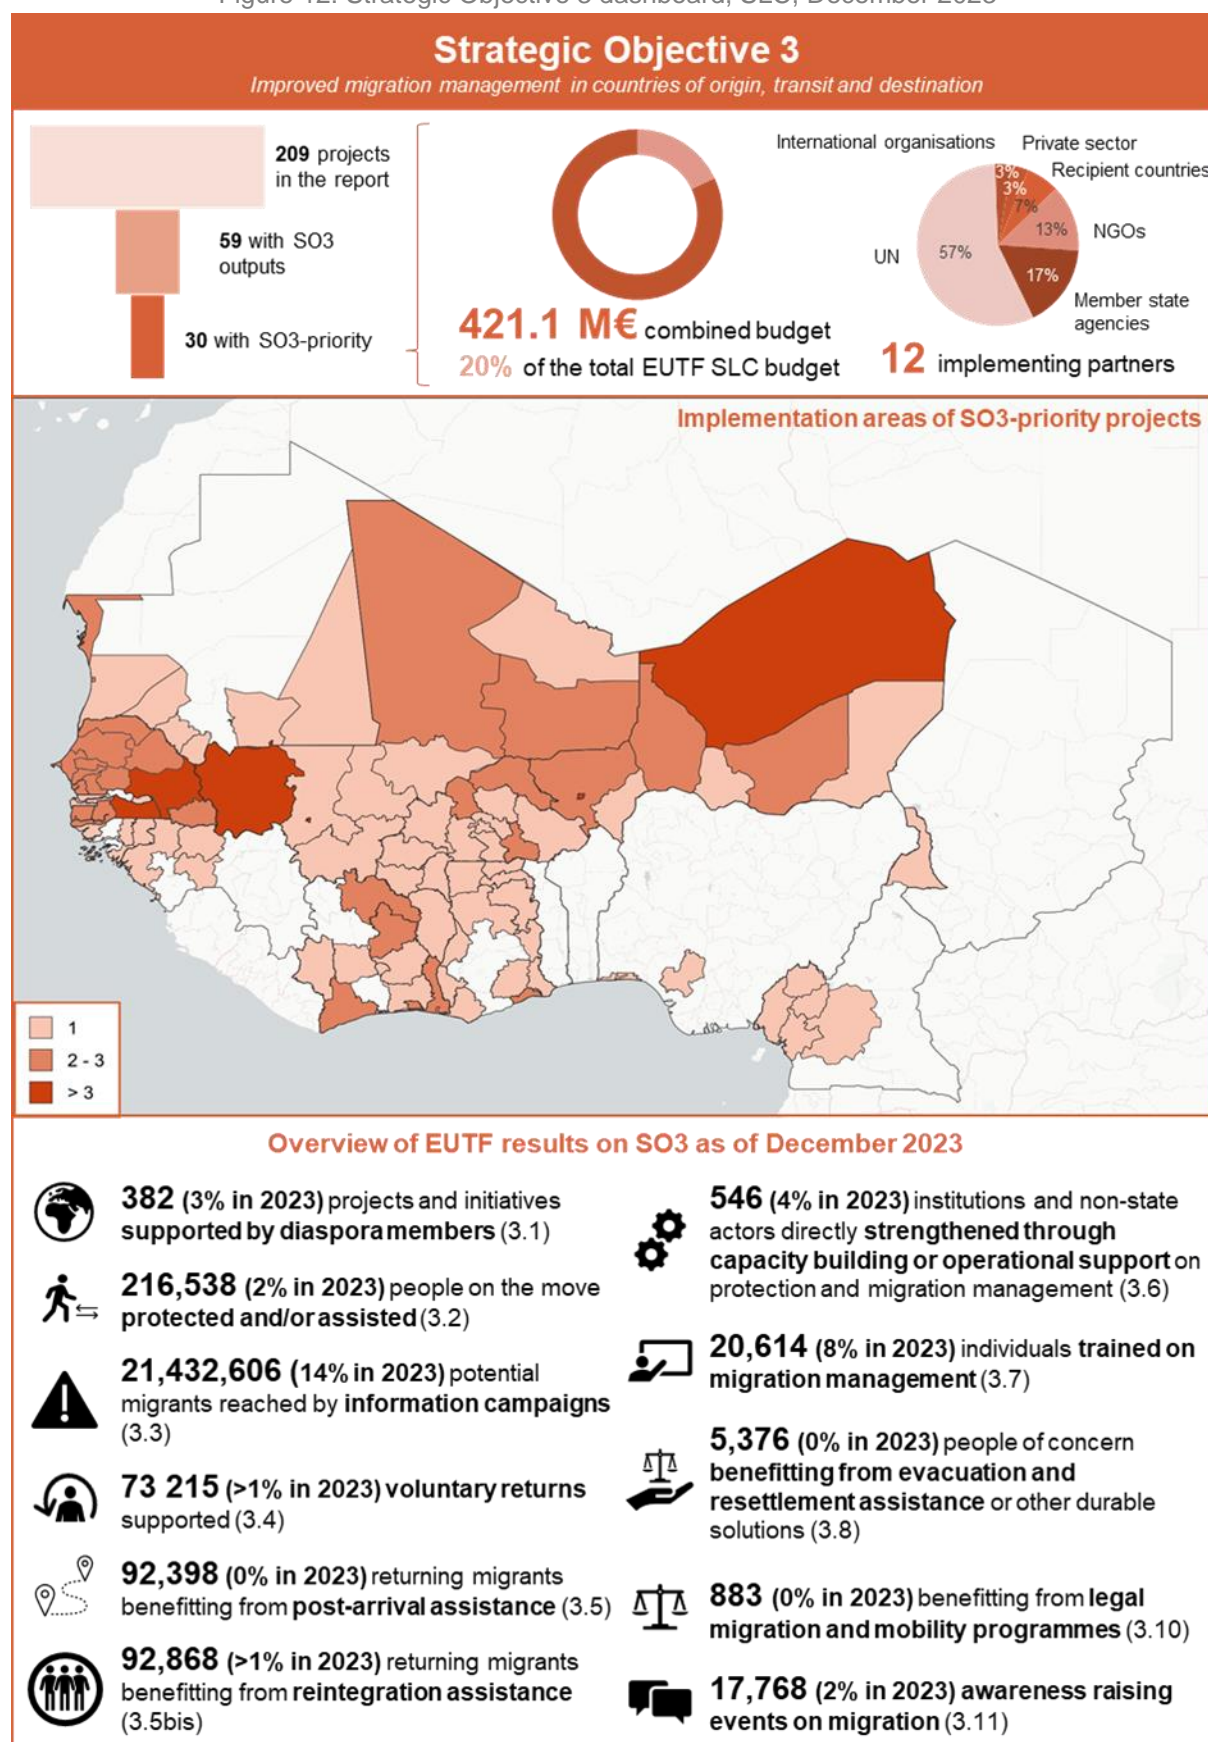 Figure 12: Strategic Objective 3 dashboard, SLC, December 2023
Strategic Objective 3
Improved migration management in countries of origin, transit and destination
209 projects
in the report
59 with SO3
outputs
30 with SO3-priority
421.1 M€ combined budget
20% of the total EUTF SLC budget
International organisations
Private sector
Recipient countries
NGOs
Member state
agencies
UN
3%
3%
7%
13%
17%
57%
12 implementing partners
Implementation areas of SO3-priority projects
1
2 - 3
> 3
Overview of EUTF results on SO3 as of December 2023
382 (3% in 2023) projects and initiatives
supported by diaspora members (3.1)
216,538 (2% in 2023) people on the move
protected and/or assisted (3.2)
21,432,606 (14% in 2023) potential
migrants reached by information campaigns
(3.3)
73 215 (>1% in 2023) voluntary returns
supported (3.4)
92,398 (0% in 2023) returning migrants
benefitting from post-arrival assistance (3.5)
92,868 (>1% in 2023) returning migrants
benefitting from reintegration assistance
(3.5bis)
546 (4% in 2023) institutions and non-state
actors directly strengthened through
capacity building or operational support on
protection and migration management (3.6)
20,614 (8% in 2023) individuals trained on
migration management (3.7)
5,376 (0% in 2023) people of concern
benefitting from evacuation and
resettlement assistance or other durable
solutions (3.8)
883 (0% in 2023) benefitting from legal
migration and mobility programmes (3.10)
17,768 (2% in 2023) awareness raising
events on migration (3.11)